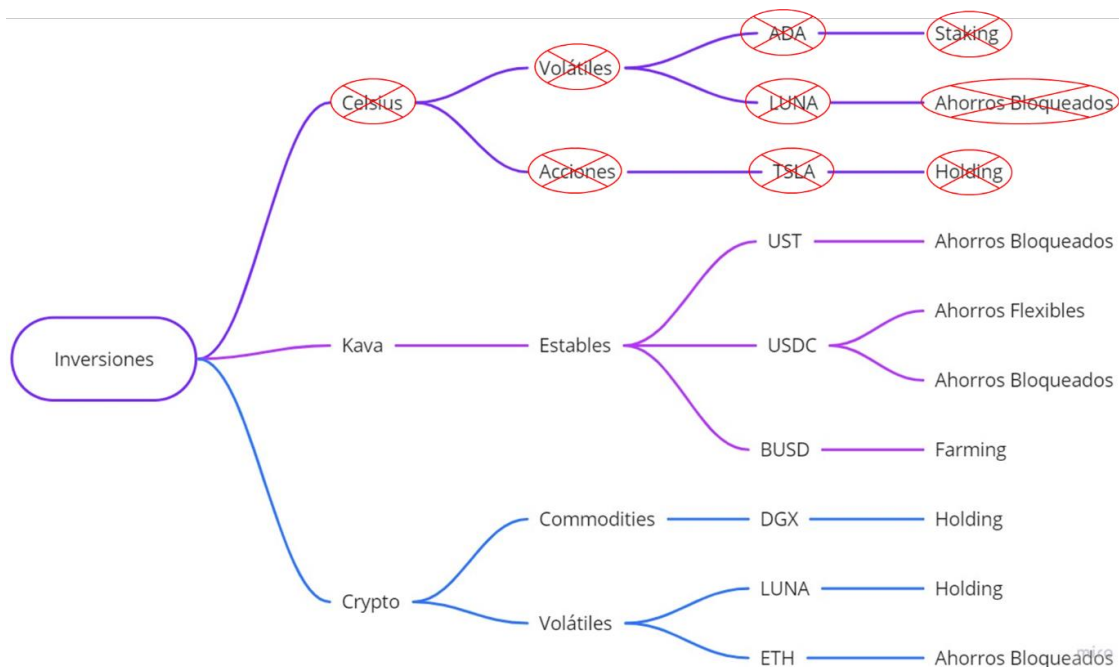 ADA
Staking
Volátiles
Celsius
LUNA
Ahorros Bloqueados
Acciones
TSLA
Holding
UST
Ahorros Bloqueados
Inversiones
Kava
Estables
USDC
Ahorros Flexibles
Ahorros Bloqueados
BUSD
Farming
Commodities
DGX
Holding
Crypto
Volátiles
LUNA
Holding
ETH
Ahorros Bloqueados
miro